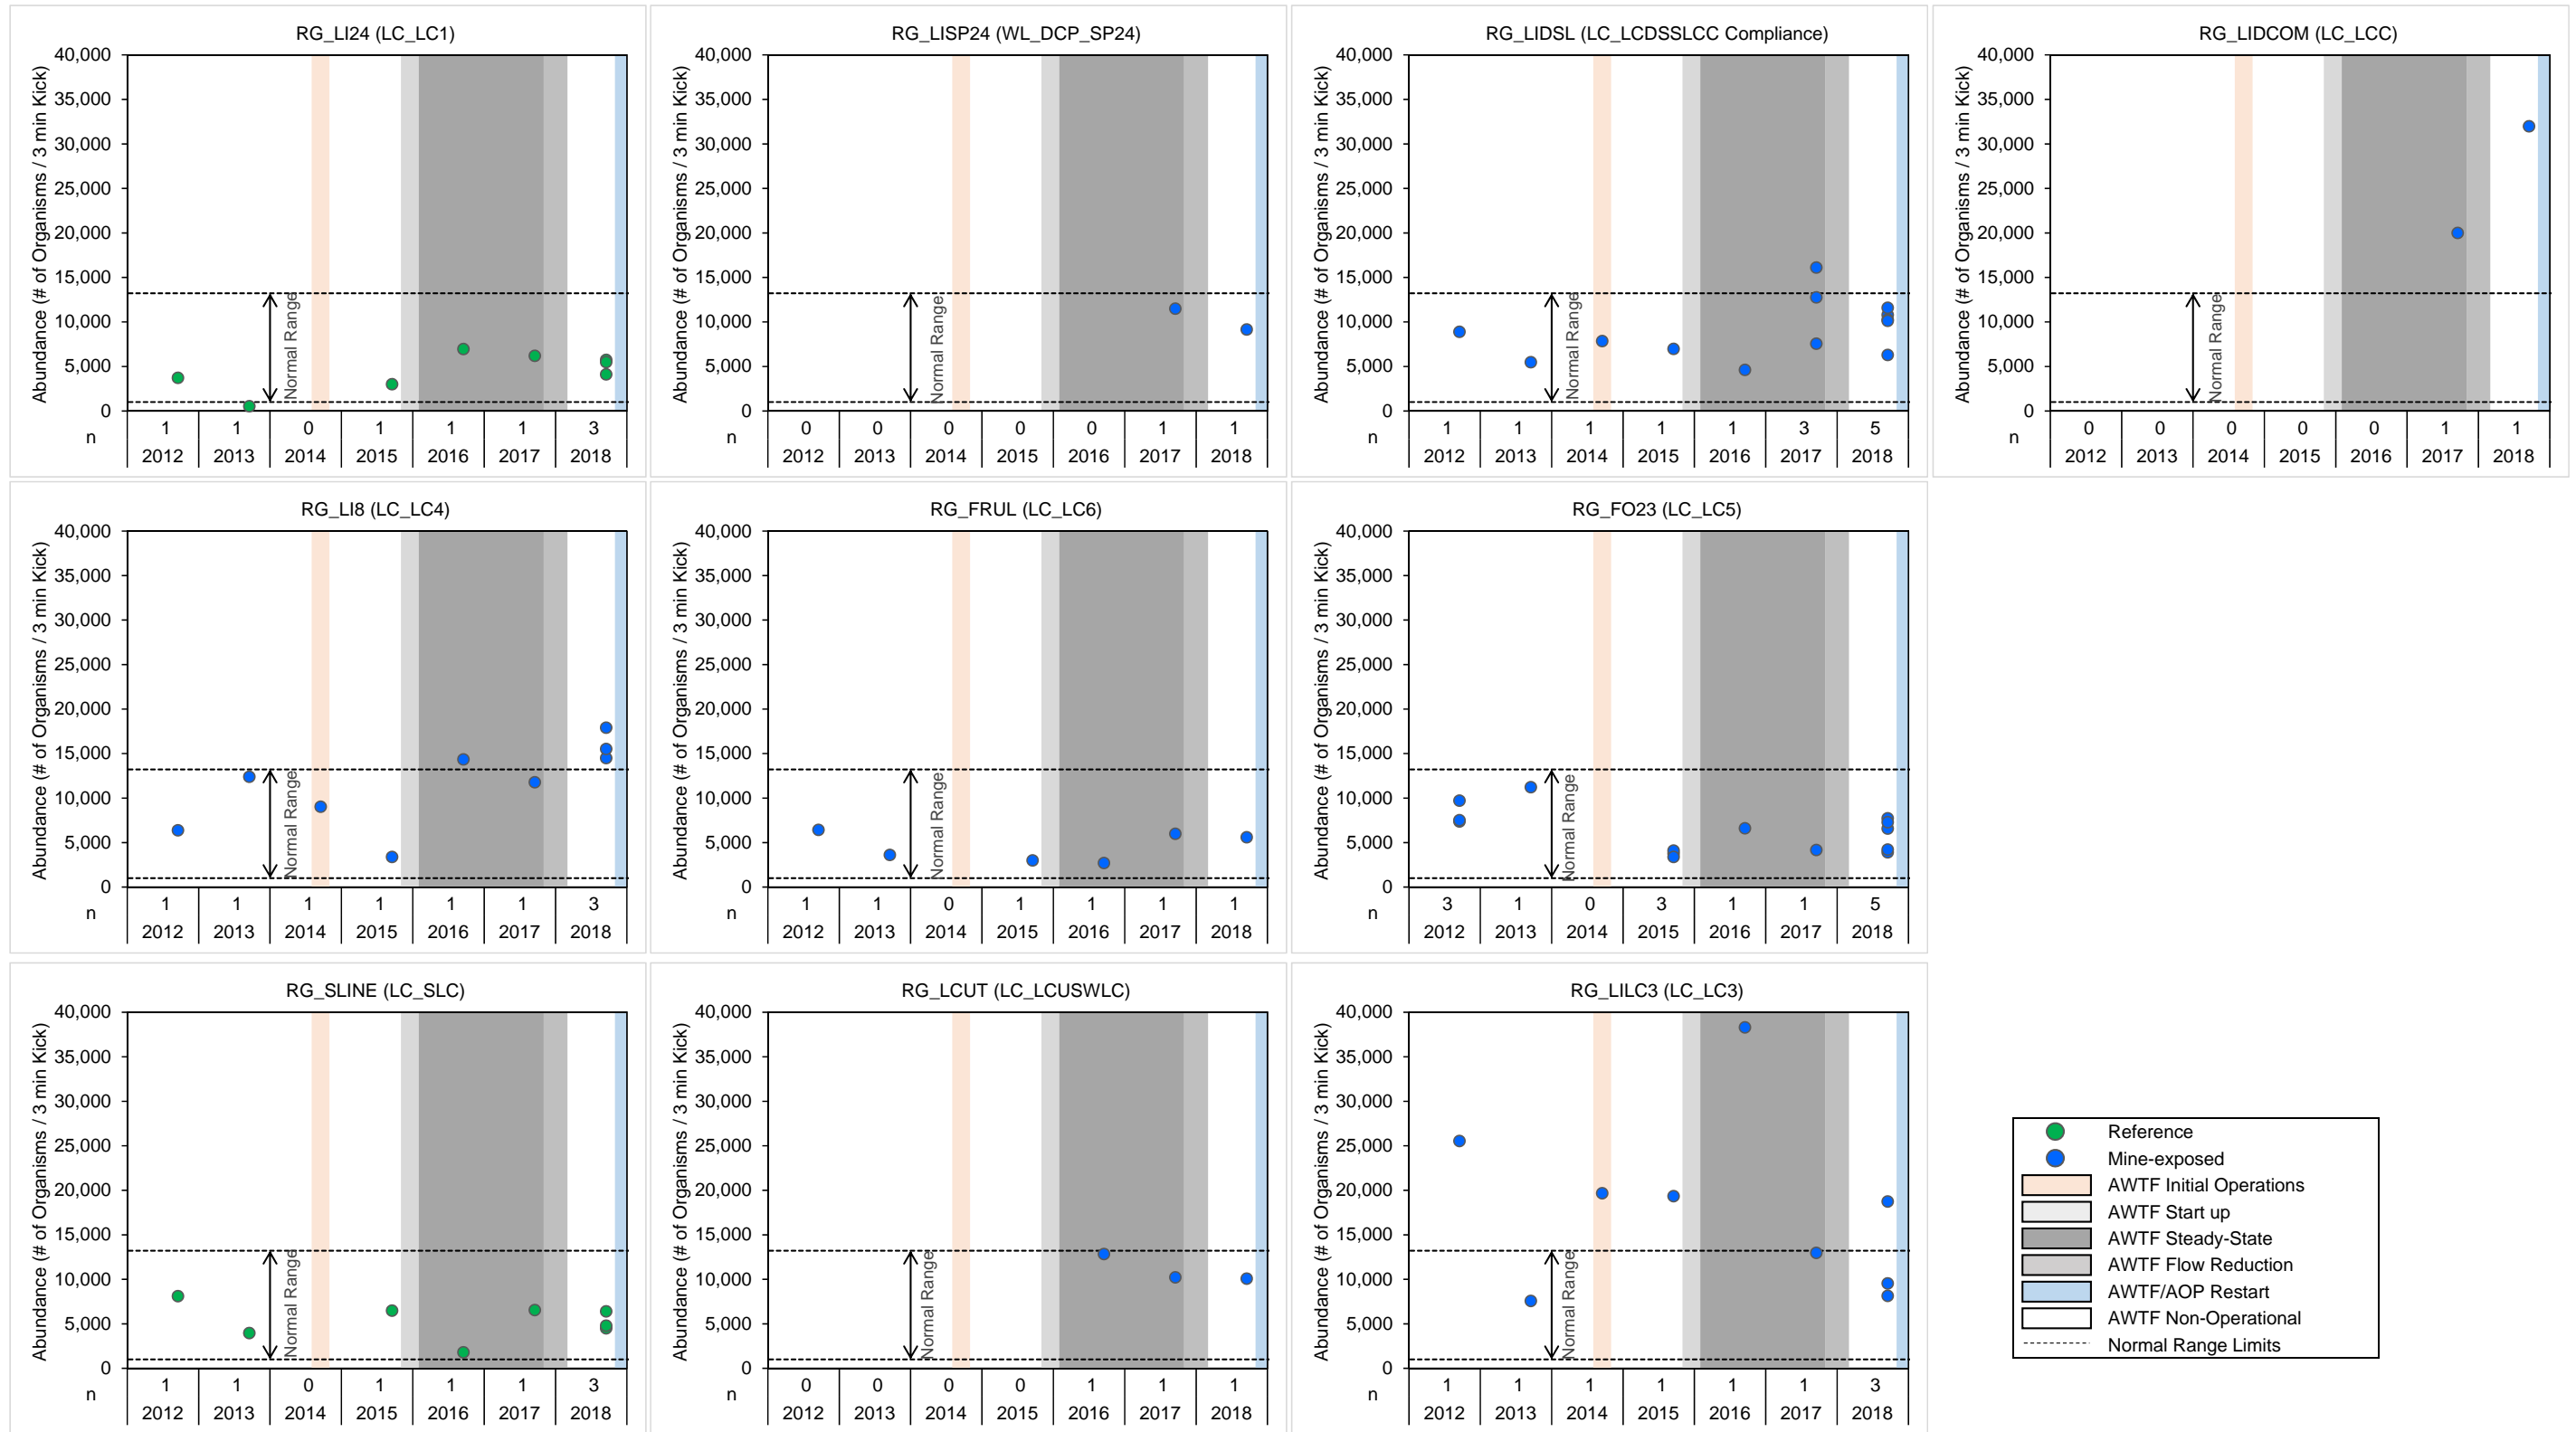 RG_LI24 (LC_LC1)
Abundance (# of Organisms / 3 min Kick)
40,000
35,000
30,000
25,000
20,000
15,000
10,000
5,000
0
Normal Range
n
1 1 0 1 1 1 3
2012 2013 2014 2015 2016 2017 2018
RG_LISP24 (WL_DCP_SP24)
Abundance (# of Organisms / 3 min Kick)
40,000
35,000
30,000
25,000
20,000
15,000
10,000
5,000
0
Normal Range
n
0 0 0 0 0 1 1
2012 2013 2014 2015 2016 2017 2018
RG_LIDSL (LC_LCDSSLCC Compliance)
Abundance (# of Organisms / 3 min Kick)
40,000
35,000
30,000
25,000
20,000
15,000
10,000
5,000
0
Normal Range
n
1 1 1 1 1 3 5
2012 2013 2014 2015 2016 2017 2018
RG_LIDCOM (LC_LCC)
Abundance (# of Organisms / 3 min Kick)
40,000
35,000
30,000
25,000
20,000
15,000
10,000
5,000
0
Normal Range
n
0 0 0 0 0 1 1
2012 2013 2014 2015 2016 2017 2018
RG_LI8 (LC_LC4)
Abundance (# of Organisms / 3 min Kick)
40,000
35,000
30,000
25,000
20,000
15,000
10,000
5,000
0
Normal Range
n
1 1 1 1 1 1 3
2012 2013 2014 2015 2016 2017 2018
RG_FRUL (LC_LC6)
Abundance (# of Organisms / 3 min Kick)
40,000
35,000
30,000
25,000
20,000
15,000
10,000
5,000
0
Normal Range
n
1 1 0 1 1 1 1
2012 2013 2014 2015 2016 2017 2018
RG_FO23 (LC_LC5)
Abundance (# of Organisms / 3 min Kick)
40,000
35,000
30,000
25,000
20,000
15,000
10,000
5,000
0
Normal Range
n
3 1 0 3 1 1 5
2012 2013 2014 2015 2016 2017 2018
RG_SLINE (LC_SLC)
Abundance (# of Organisms / 3 min Kick)
40,000
35,000
30,000
25,000
20,000
15,000
10,000
5,000
0
Normal Range
n
1 1 0 1 1 1 3
2012 2013 2014 2015 2016 2017 2018
RG_LCUT (LC_LCUSWLC)
Abundance (# of Organisms / 3 min Kick)
40,000
35,000
30,000
25,000
20,000
15,000
10,000
5,000
0
Normal Range
n
0 0 0 0 1 1 1
2012 2013 2014 2015 2016 2017 2018
RG_LILC3 (LC_LC3)
Abundance (# of Organisms / 3 min Kick)
40,000
35,000
30,000
25,000
20,000
15,000
10,000
5,000
0
Normal Range
n
1 1 1 1 1 1 3
2012 2013 2014 2015 2016 2017 2018
Reference
Mine-exposed
AWTF Initial Operations
AWTF Start up
AWTF Steady-State
AWTF Flow Reduction
AWTF/AOP Restart
AWTF Non-Operational
Normal Range Limits